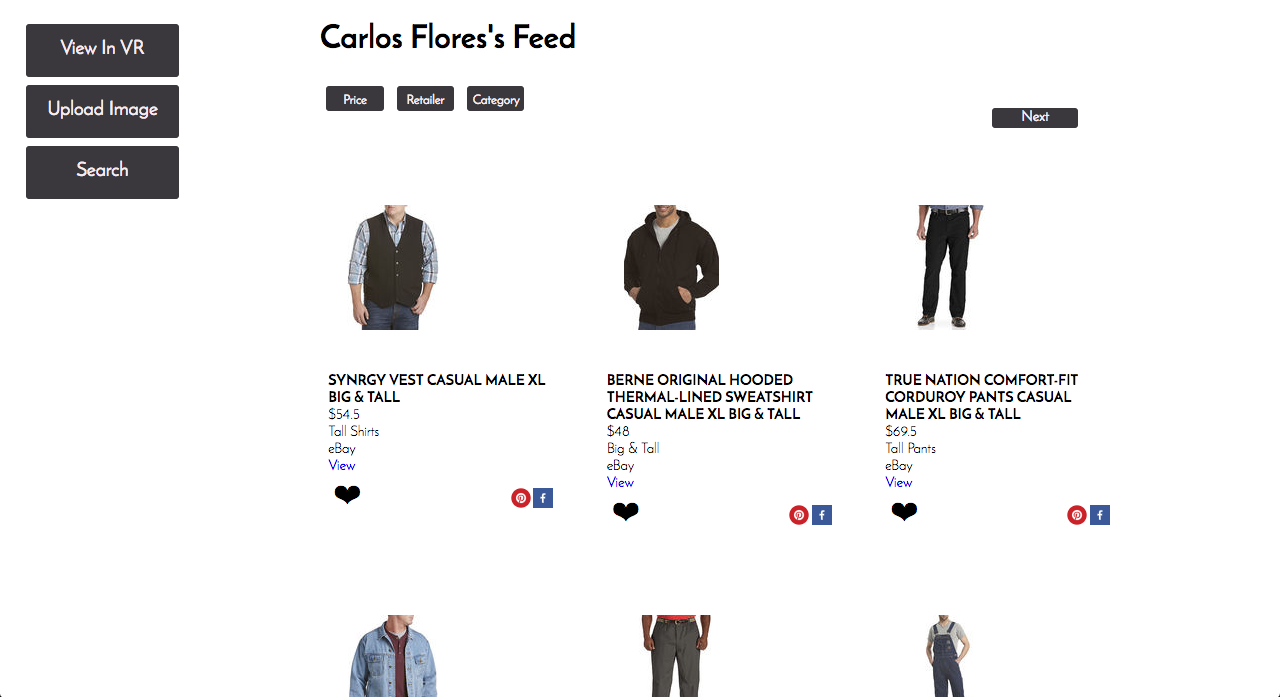 View In VR
Upload Image
Search
Carlos Flores's Feed
Price
Retailer
Category
Next
SYNRGY VEST CASUAL MALE XL
BIG & TALL
$54.5
Tall Shirts
eBay
View
BERNE ORIGINAL HOODED
THERMAL-LINED SWEATSHIRT
CASUAL MALE XL BIG & TALL
$48
Big & Tall
eBay
View
TRUE NATION COMFORT-FIT
CORDUROY PANTS CASUAL
MALE XL BIG & TALL
$69.5
Tall Pants
eBay
View